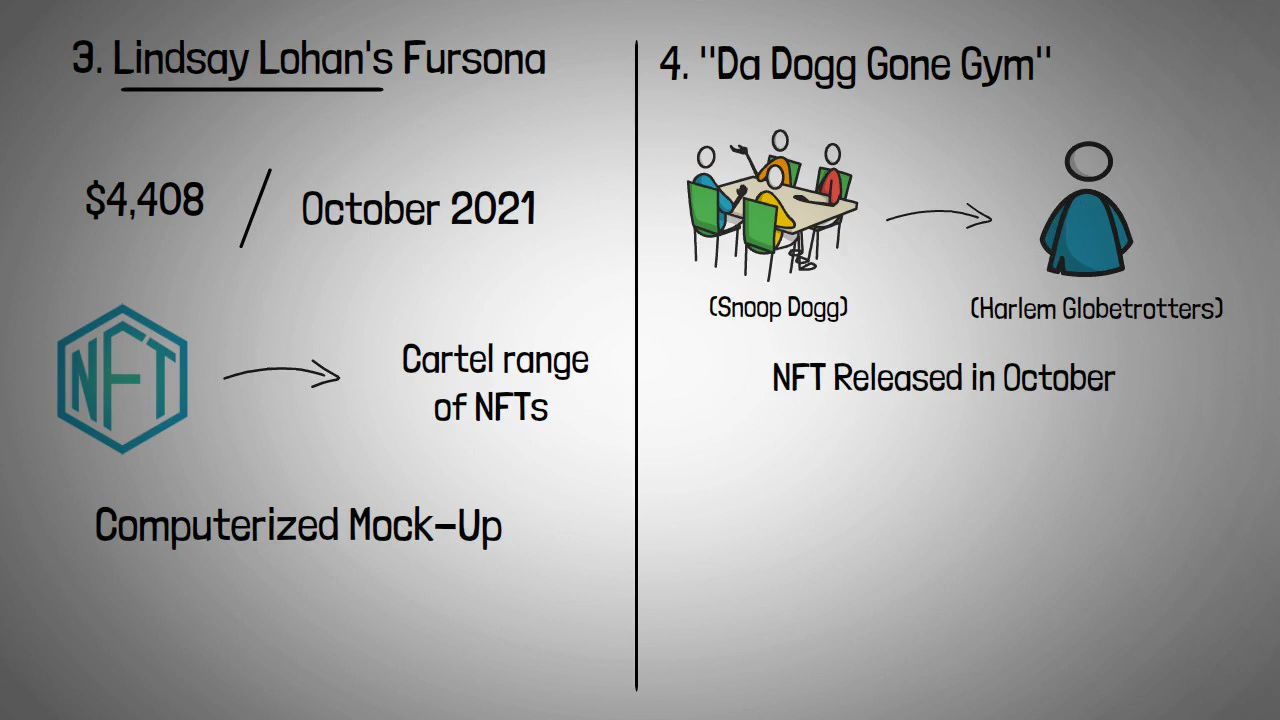 3. Lindsay Lohan's Fursona
$4,408 / October 2021
NFT
Cartel range
of NFTs
Computerized Mock-Up
4. "Da Dogg Gone Gym"
(Snoop Dogg)
(Harlem Globetrotters)
NFT Released in October